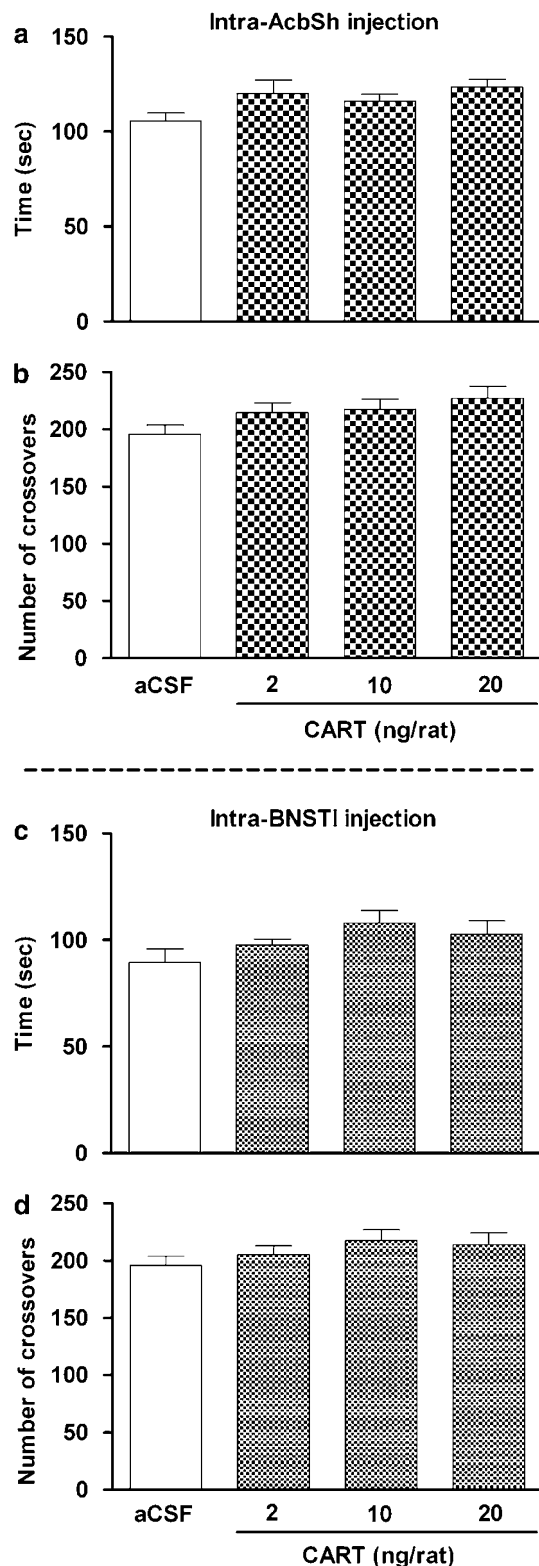 a
Intra-AcbSh injection
Time (sec)
150
100
50
0
b
Number of crossovers
250
200
150
100
50
0
aCSF 2 10 20
CART (ng/rat)
c
Intra-BNSTl injection
Time (sec)
150
100
50
0
d
Number of crossovers
250
200
150
100
50
0
aCSF 2 10 20
CART (ng/rat)